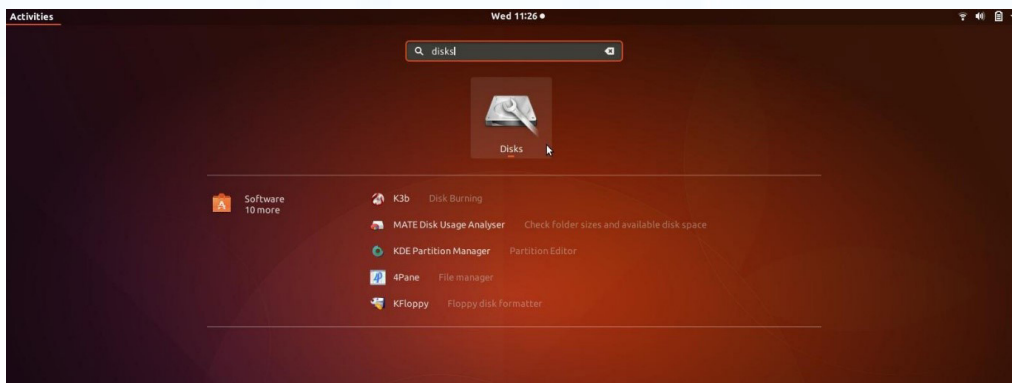 Activities
Wed 11:26
disks
Disks
Software
10 more
K3b Disk Burning
MATE Disk Usage Analyser Check folder sizes and available disk space
KDE Partition Manager Partition Editor
4Pane File manager
KFloppy Floppy disk formatter